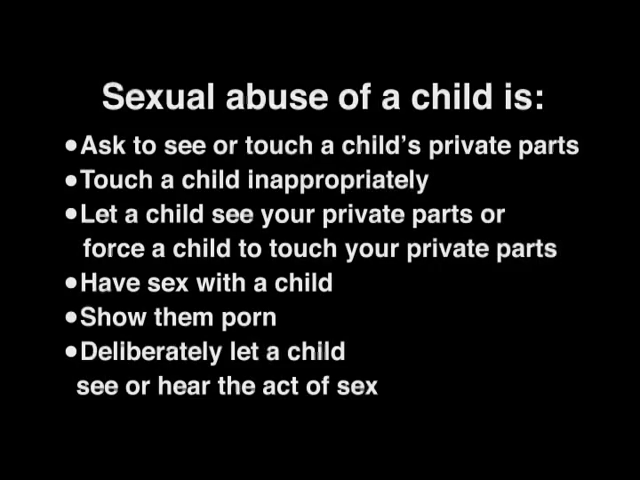 Sexual abuse of a child is:
•Ask to see or touch a child's private parts
•Touch a child inappropriately
•Let a child see your private parts or
force a child to touch your private parts
•Have sex with a child
•Show them porn
•Deliberately let a child
see or hear the act of sex